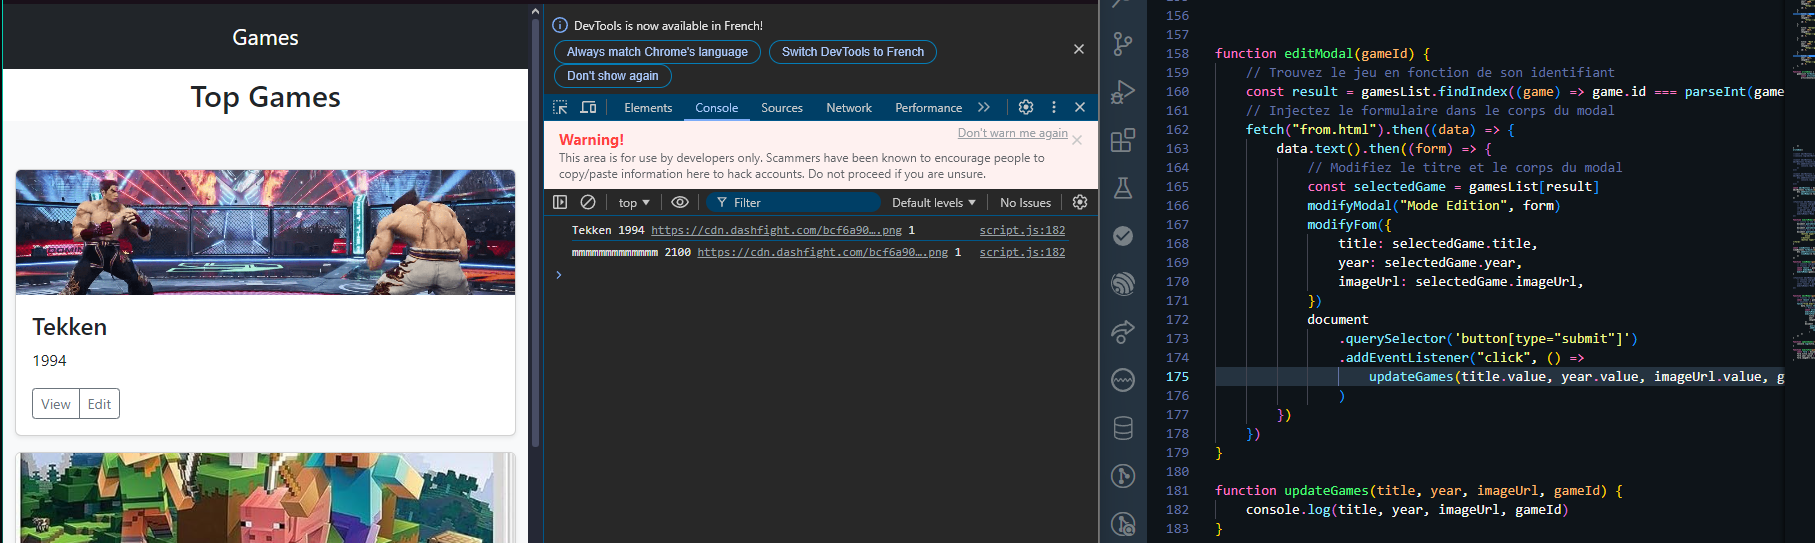 Games
Top Games
Tekken
1994
View
Edit
DevTools is now available in French!
Always match Chrome's language
Switch DevTools to French
Don't show again
Elements
Console
Sources
Network
Performance
Warning!
Don't warn me again
This area is for use by developers only. Scammers have been known to encourage people to
copy/paste information here to hack accounts. Do not proceed if you are unsure.
top
Filter
Default levels
No Issues
Tekken 1994 https://cdn.dashfight.com/bcf6a90….png 1 script.js:182
mmmmmmmmmmmmm 2100 https://cdn.dashfight.com/bcf6a90….png 1 script.js:182
156
157
158 function editModal(gameId) {
159 // Trouvez le jeu en fonction de son identifiant
160 const result = gamesList.findIndex((game) => game.id === parseInt(game
161 // Injectez le formulaire dans le corps du modal
162 fetch("from.html").then((data) => {
163 data.text().then((form) => {
164 // Modifiez le titre et le corps du modal
165 const selectedGame = gamesList[result]
166 modifyModal("Mode Edition", form)
167 modifyFom({
168 title: selectedGame.title,
169 year: selectedGame.year,
170 imageUrl: selectedGame.imageUrl,
171 })
172 document
173 .querySelector('button[type="submit"]')
174 .addEventListener("click", () =>
175 updateGames(title.value, year.value, imageUrl.value, g
176 )
177 })
178 })
179 }
180
181 function updateGames(title, year, imageUrl, gameId) {
182 console.log(title, year, imageUrl, gameId)
183 }